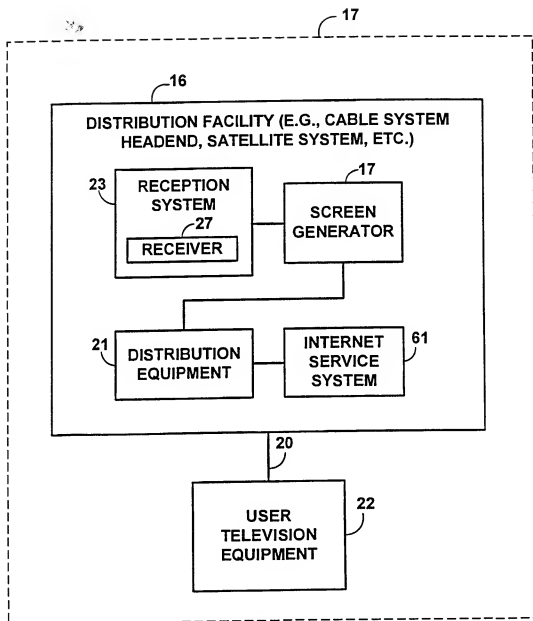 17
16
DISTRIBUTION FACILITY (E.G., CABLE SYSTEM
HEADEND, SATELLITE SYSTEM, ETC.)
23
RECEPTION
SYSTEM
27
RECEIVER
17
SCREEN
GENERATOR
21
DISTRIBUTION
EQUIPMENT
INTERNET
SERVICE
SYSTEM
61
20
USER
TELEVISION
EQUIPMENT
22